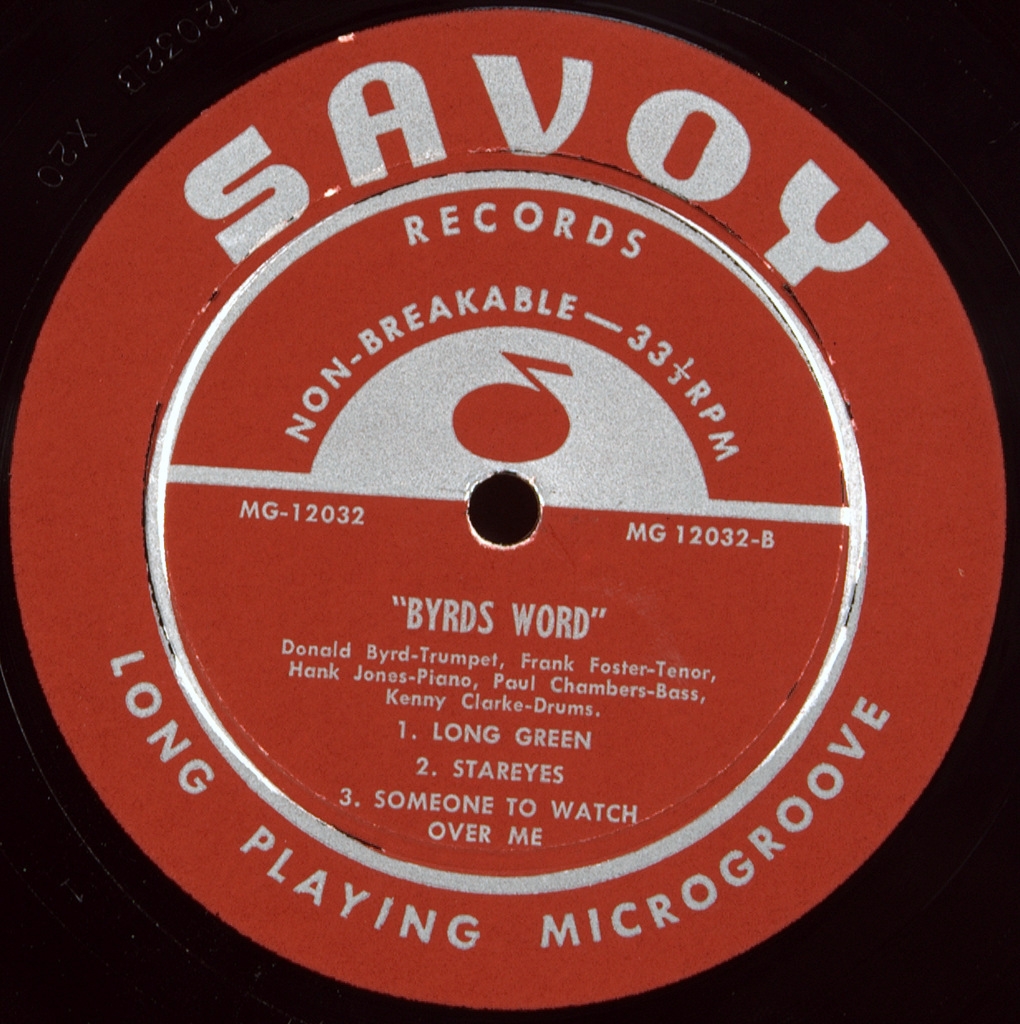 12032B
X20
SAVOY
RECORDS
NON-BREAKABLE—33⅓RPM
MG-12032
MG 12032-B
"BYRDS WORD"
Donald Byrd-Trumpet, Frank Foster-Tenor,
Hank Jones-Piano, Paul Chambers-Bass,
Kenny Clarke-Drums.
1. LONG GREEN
2. STAREYES
3. SOMEONE TO WATCH
OVER ME
LONG PLAYING MICROGROOVE